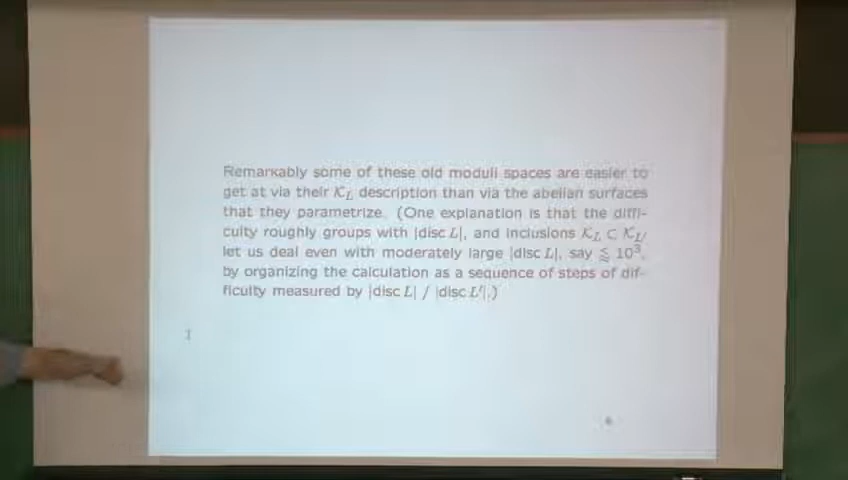 Remarkably some of these old moduli spaces are easier to
get at via their K_L description than via the abelian surfaces
that they parametrize. (One explanation is that the diffi-
culty roughly groups with |disc L|, and inclusions K_L ⊂ K_L′
let us deal even with moderately large |disc L|, say ≲ 10³,
by organizing the calculation as a sequence of steps of dif-
ficulty measured by |disc L| / |disc L′|.)